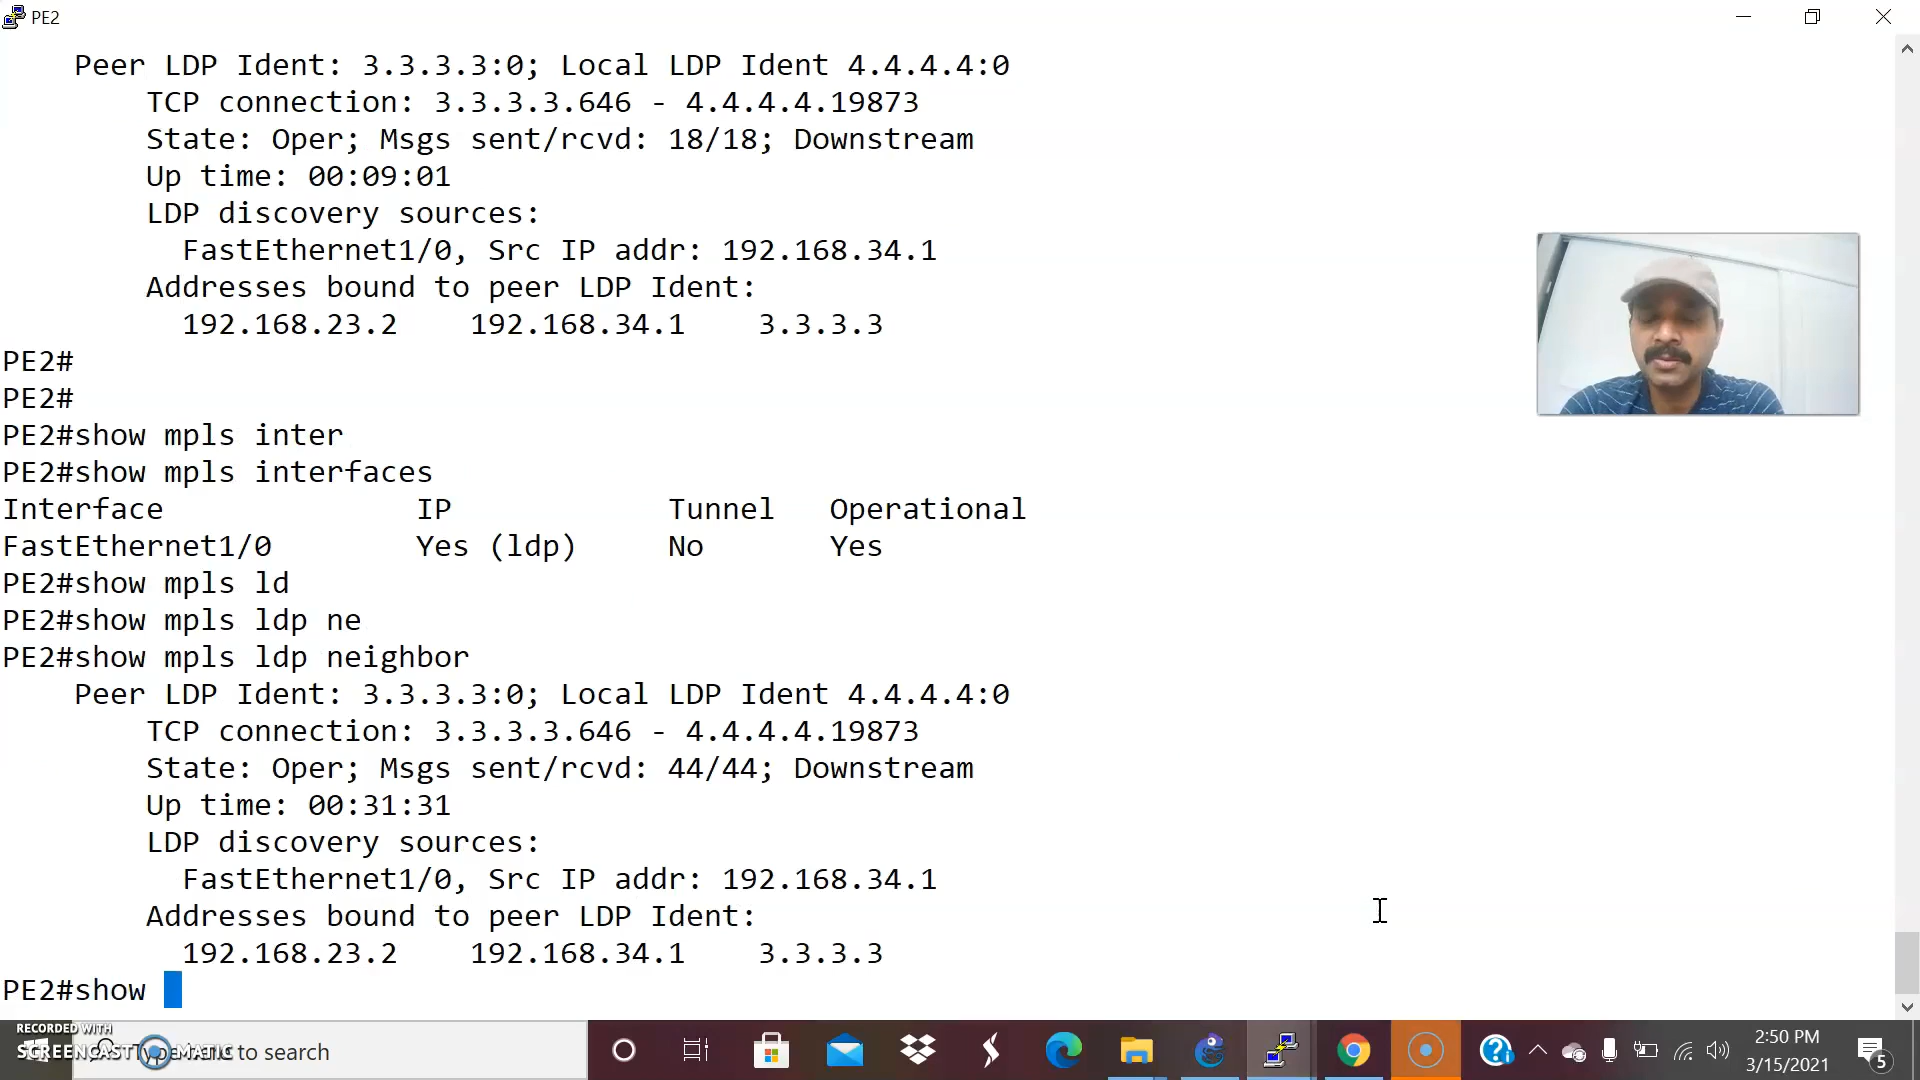 PE2
Peer LDP Ident: 3.3.3.3:0; Local LDP Ident 4.4.4.4:0
TCP connection: 3.3.3.3.646 - 4.4.4.4.19873
State: Oper; Msgs sent/rcvd: 18/18; Downstream
Up time: 00:09:01
LDP discovery sources:
FastEthernet1/0, Src IP addr: 192.168.34.1
Addresses bound to peer LDP Ident:
192.168.23.2    192.168.34.1    3.3.3.3
PE2#
PE2#
PE2#show mpls inter
PE2#show mpls interfaces
Interface              IP            Tunnel   Operational
FastEthernet1/0        Yes (ldp)     No       Yes
PE2#show mpls ld
PE2#show mpls ldp ne
PE2#show mpls ldp neighbor
Peer LDP Ident: 3.3.3.3:0; Local LDP Ident 4.4.4.4:0
TCP connection: 3.3.3.3.646 - 4.4.4.4.19873
State: Oper; Msgs sent/rcvd: 44/44; Downstream
Up time: 00:31:31
LDP discovery sources:
FastEthernet1/0, Src IP addr: 192.168.34.1
Addresses bound to peer LDP Ident:
192.168.23.2    192.168.34.1    3.3.3.3
PE2#show
RECORDED WITH
SCREENCAST MATIC
to search
2:50 PM
3/15/2021
5